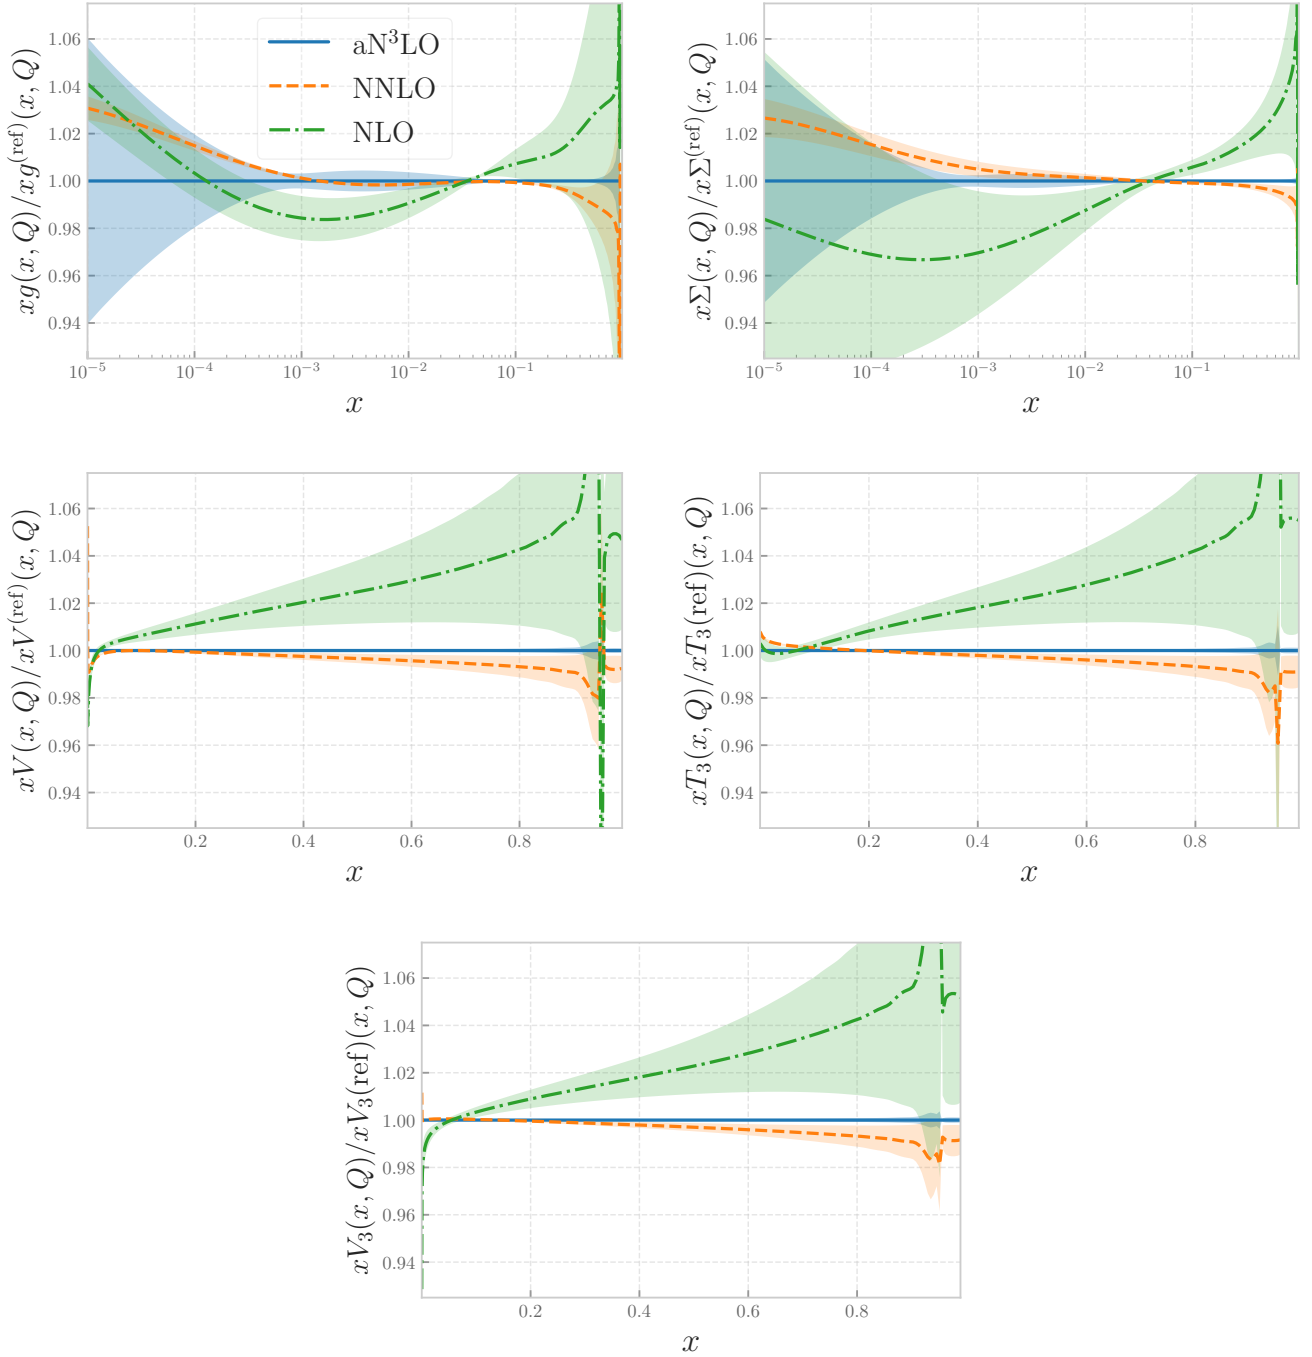 xg(x, Q)/xg^(ref)(x, Q)
1.06
1.04
1.02
1.00
0.98
0.96
0.94
aN³LO
NNLO
NLO
10⁻⁵ 10⁻⁴ 10⁻³ 10⁻² 10⁻¹
x
xΣ(x, Q)/xΣ^(ref)(x, Q)
1.06
1.04
1.02
1.00
0.98
0.96
0.94
10⁻⁵ 10⁻⁴ 10⁻³ 10⁻² 10⁻¹
x
xV(x, Q)/xV^(ref)(x, Q)
1.06
1.04
1.02
1.00
0.98
0.96
0.94
0.2 0.4 0.6 0.8
x
xT₃(x, Q)/xT₃(ref)(x, Q)
1.06
1.04
1.02
1.00
0.98
0.96
0.94
0.2 0.4 0.6 0.8
x
xV₃(x, Q)/xV₃(ref)(x, Q)
1.06
1.04
1.02
1.00
0.98
0.96
0.94
0.2 0.4 0.6 0.8
x